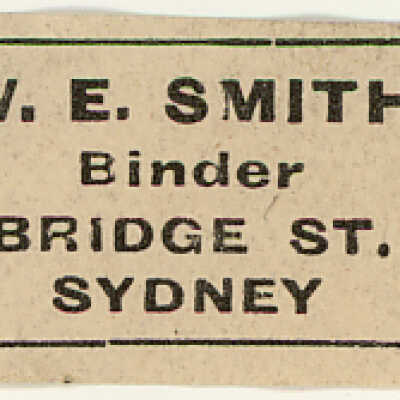 W. E. SMITH
Binder
BRIDGE ST.
SYDNEY